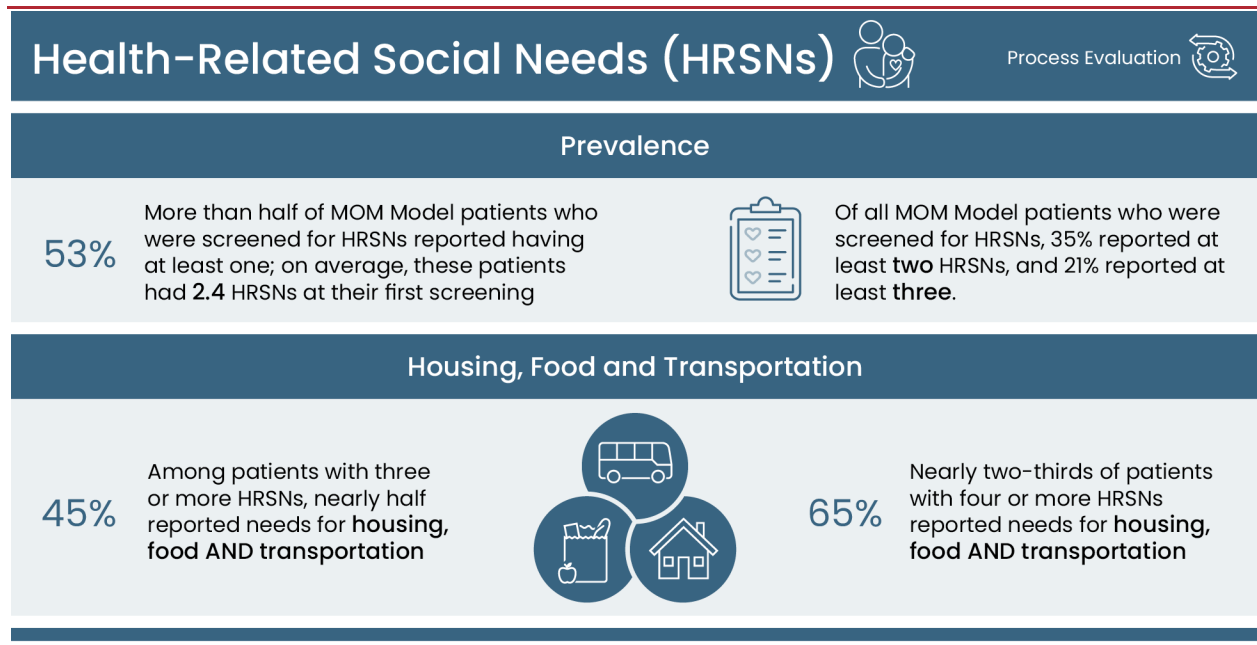 Health-Related Social Needs (HRSNs)
Process Evaluation
Prevalence
53%
More than half of MOM Model patients who
were screened for HRSNs reported having
at least one; on average, these patients
had 2.4 HRSNs at their first screening
Of all MOM Model patients who were
screened for HRSNs, 35% reported at
least two HRSNs, and 21% reported at
least three.
Housing, Food and Transportation
45%
Among patients with three
or more HRSNs, nearly half
reported needs for housing,
food AND transportation
65%
Nearly two-thirds of patients
with four or more HRSNs
reported needs for housing,
food AND transportation